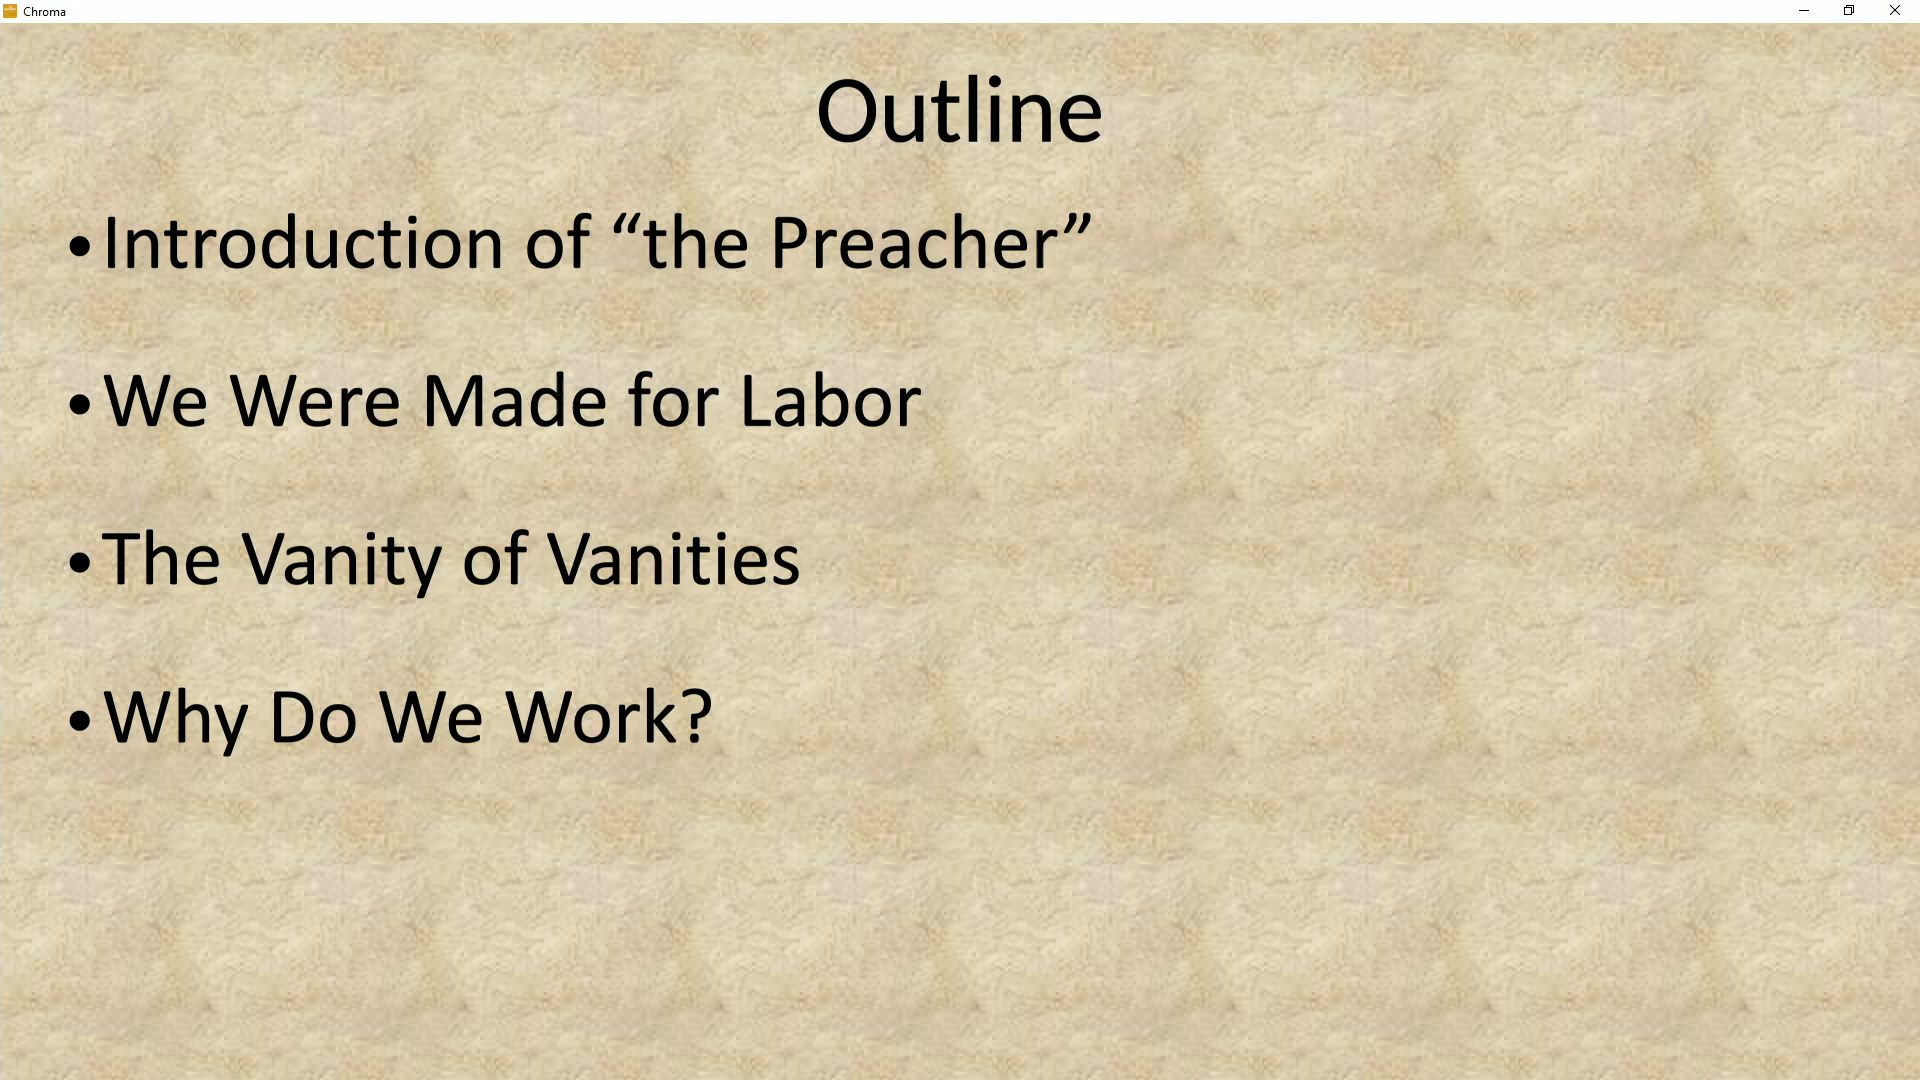 Chroma
Outline
•Introduction of “the Preacher”
•We Were Made for Labor
•The Vanity of Vanities
•Why Do We Work?